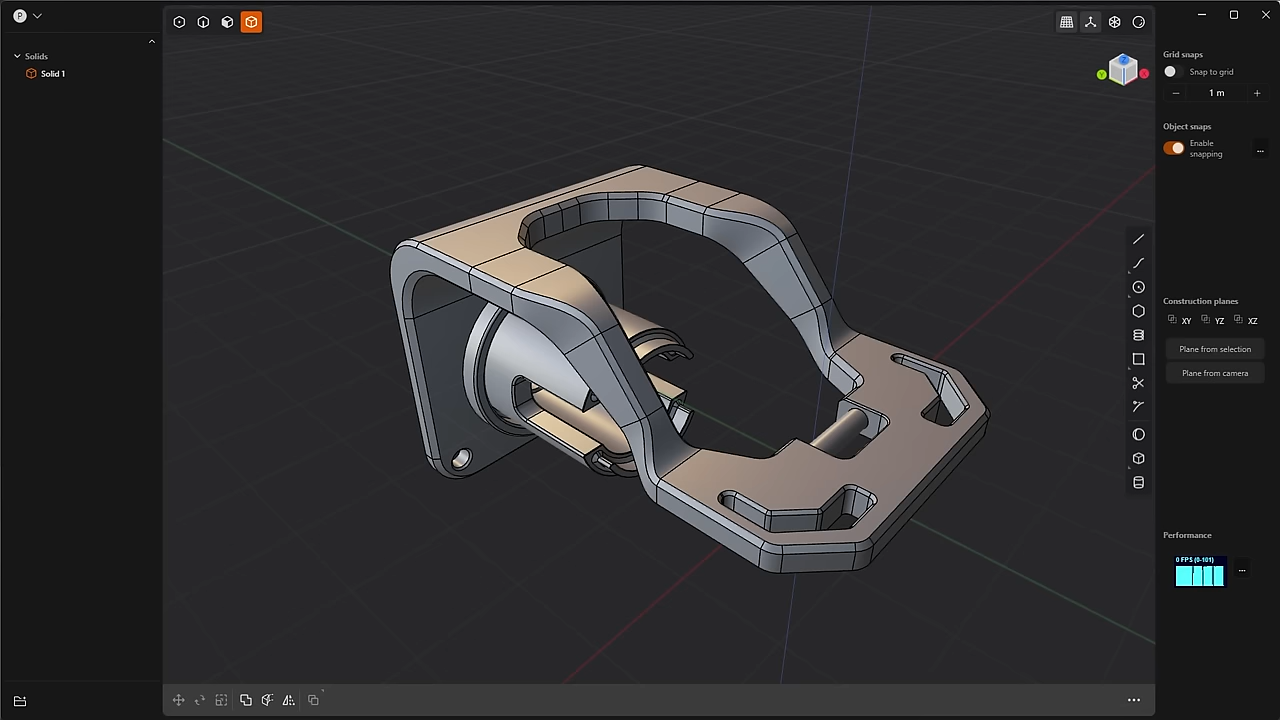 P
Solids
Solid 1
Z
Y
X
Grid snaps
Snap to grid
1 m
Object snaps
Enable
snapping
Construction planes
XY YZ XZ
Plane from selection
Plane from camera
Performance
0 FPS (0-101)